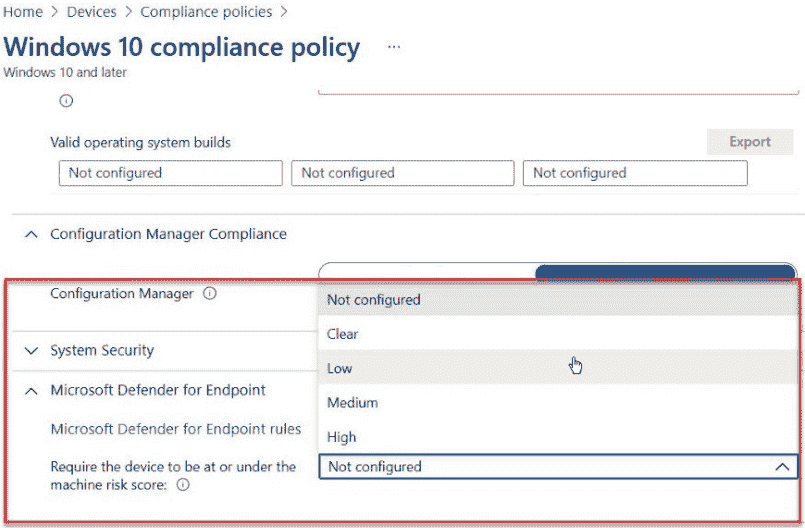 Home > Devices > Compliance policies >
Windows 10 compliance policy ...
Windows 10 and later
Valid operating system builds
Export
Not configured Not configured Not configured
Configuration Manager Compliance
Configuration Manager
Not configured
Clear
System Security
Low
Microsoft Defender for Endpoint
Medium
Microsoft Defender for Endpoint rules
High
Require the device to be at or under the
machine risk score:
Not configured